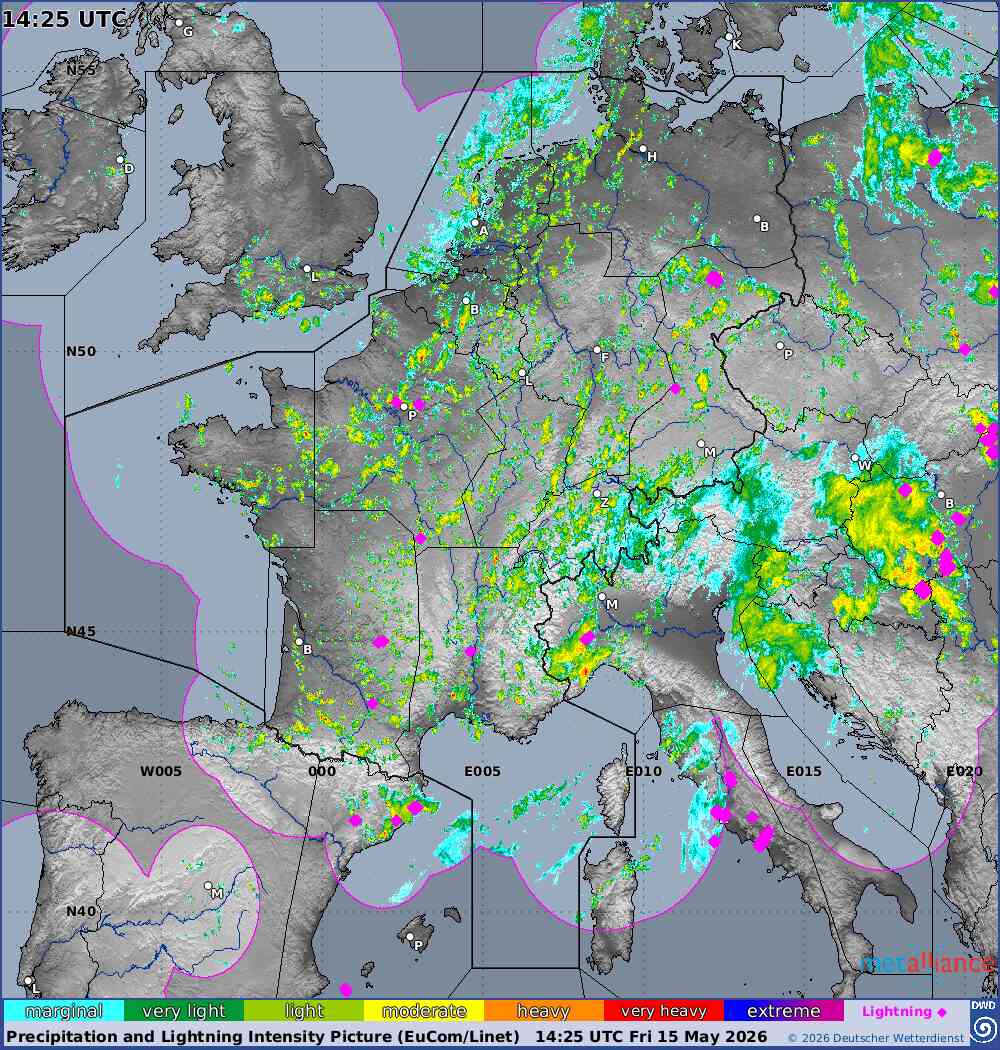 14:25 UTC
G
K
N55
D
H
A
B
L
B
N50
F
P
L
P
M
W
Z
B
M
N45
B
W005
000
E005
E010
E015
E020
M
N40
P
metalliance
L
marginal very light light moderate heavy very heavy extreme Lightning
DWD
Precipitation and Lightning Intensity Picture (EuCom/Linet) 14:25 UTC Fri 15 May 2026 © 2026 Deutscher Wetterdienst